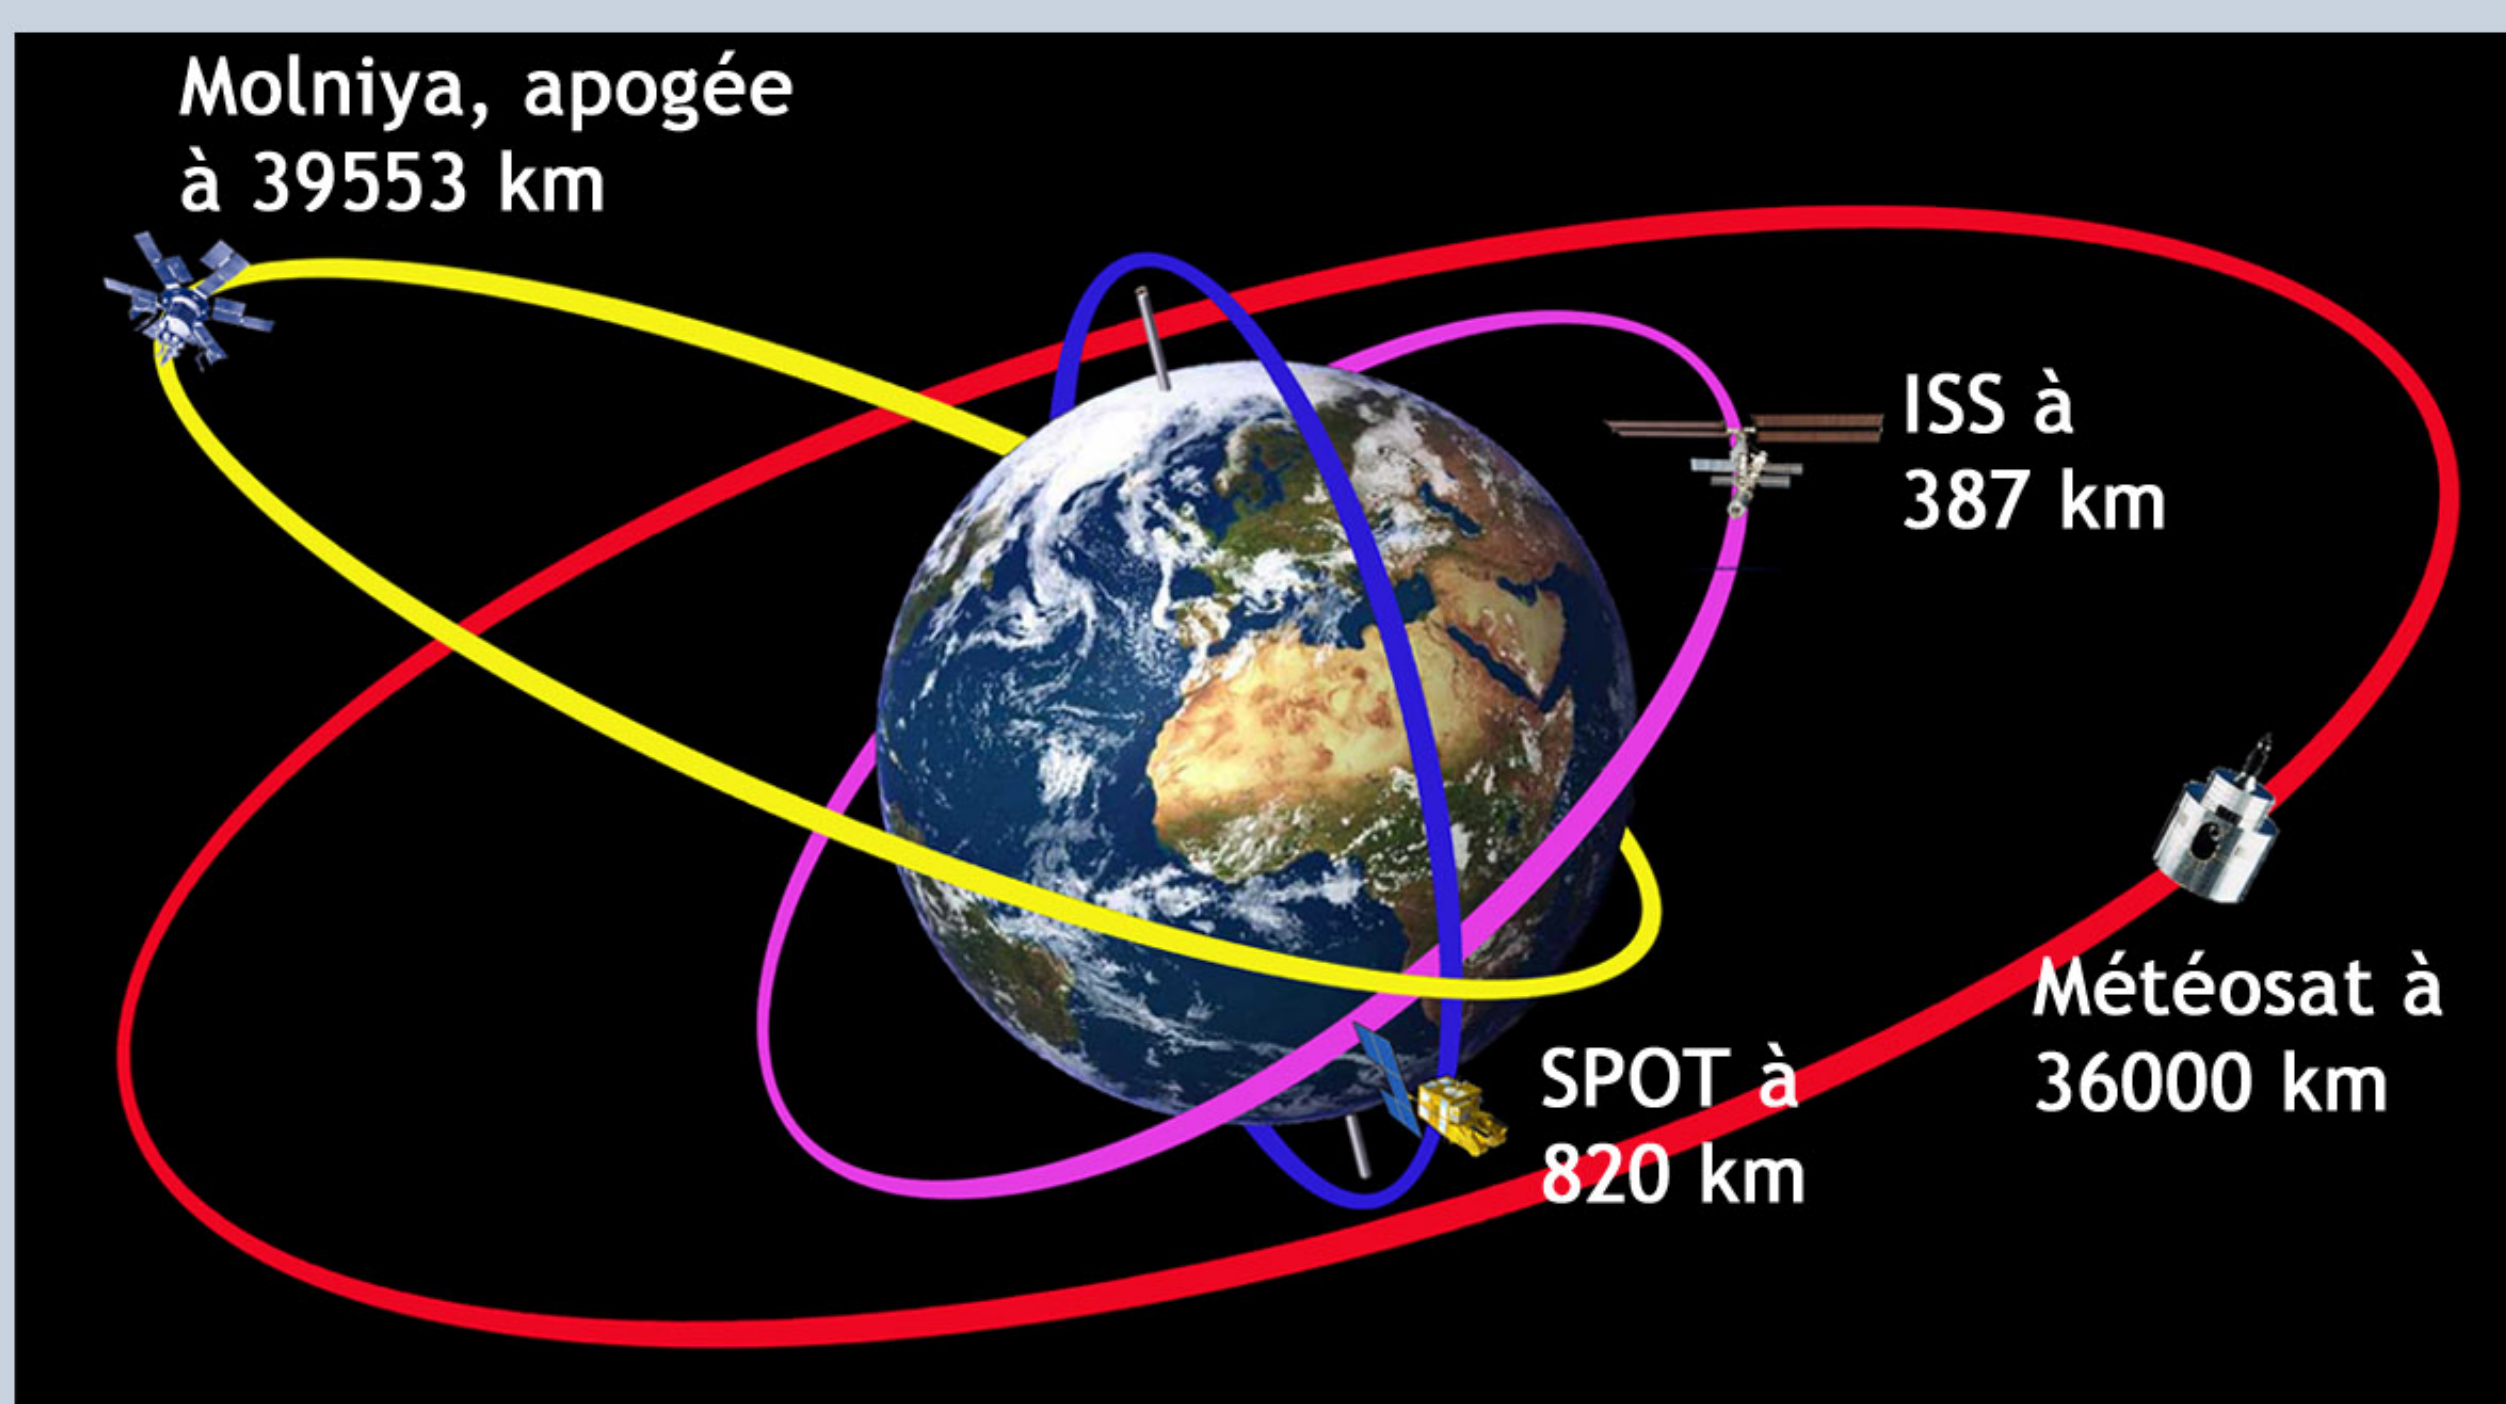 Molniya, apogée
à 39553 km
ISS à
387 km
Météosat à
36000 km
SPOT à
820 km